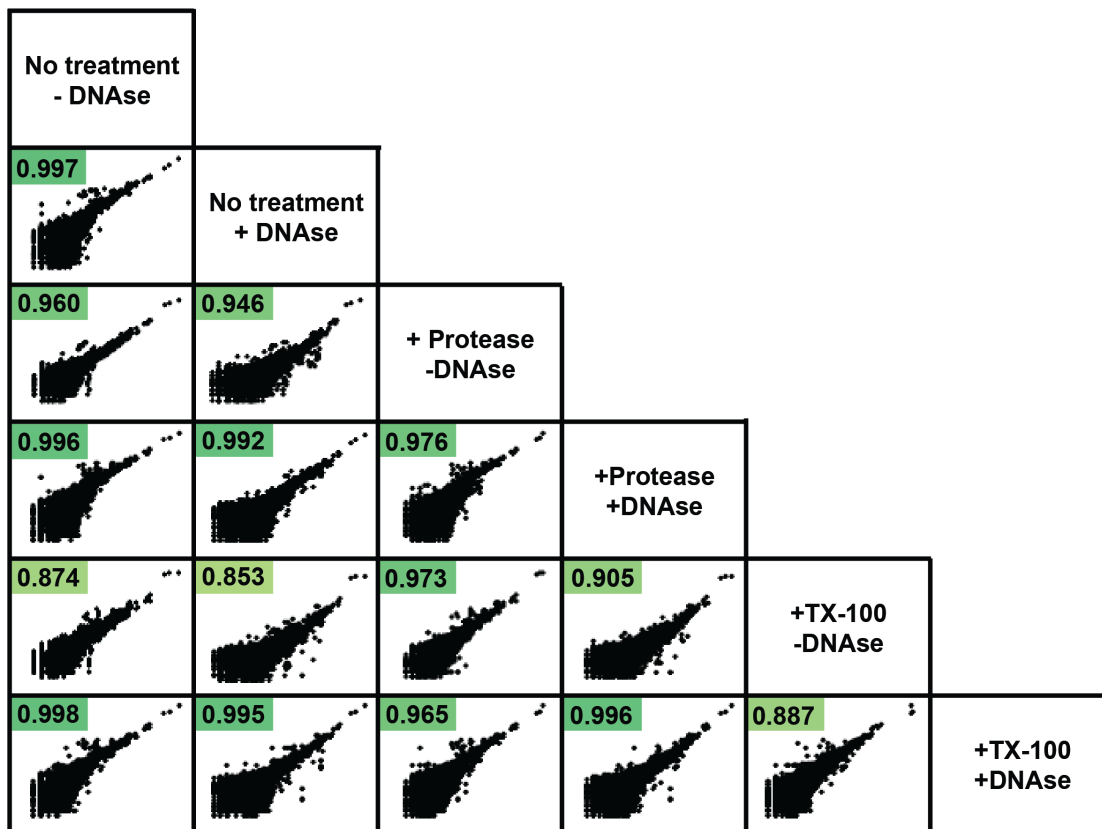 No treatment
- DNAse
0.997
No treatment
+ DNAse
0.960
0.946
+ Protease
-DNAse
0.996
0.992
0.976
+Protease
+DNAse
0.874
0.853
0.973
0.905
+TX-100
-DNAse
0.998
0.995
0.965
0.996
0.887
+TX-100
+DNAse